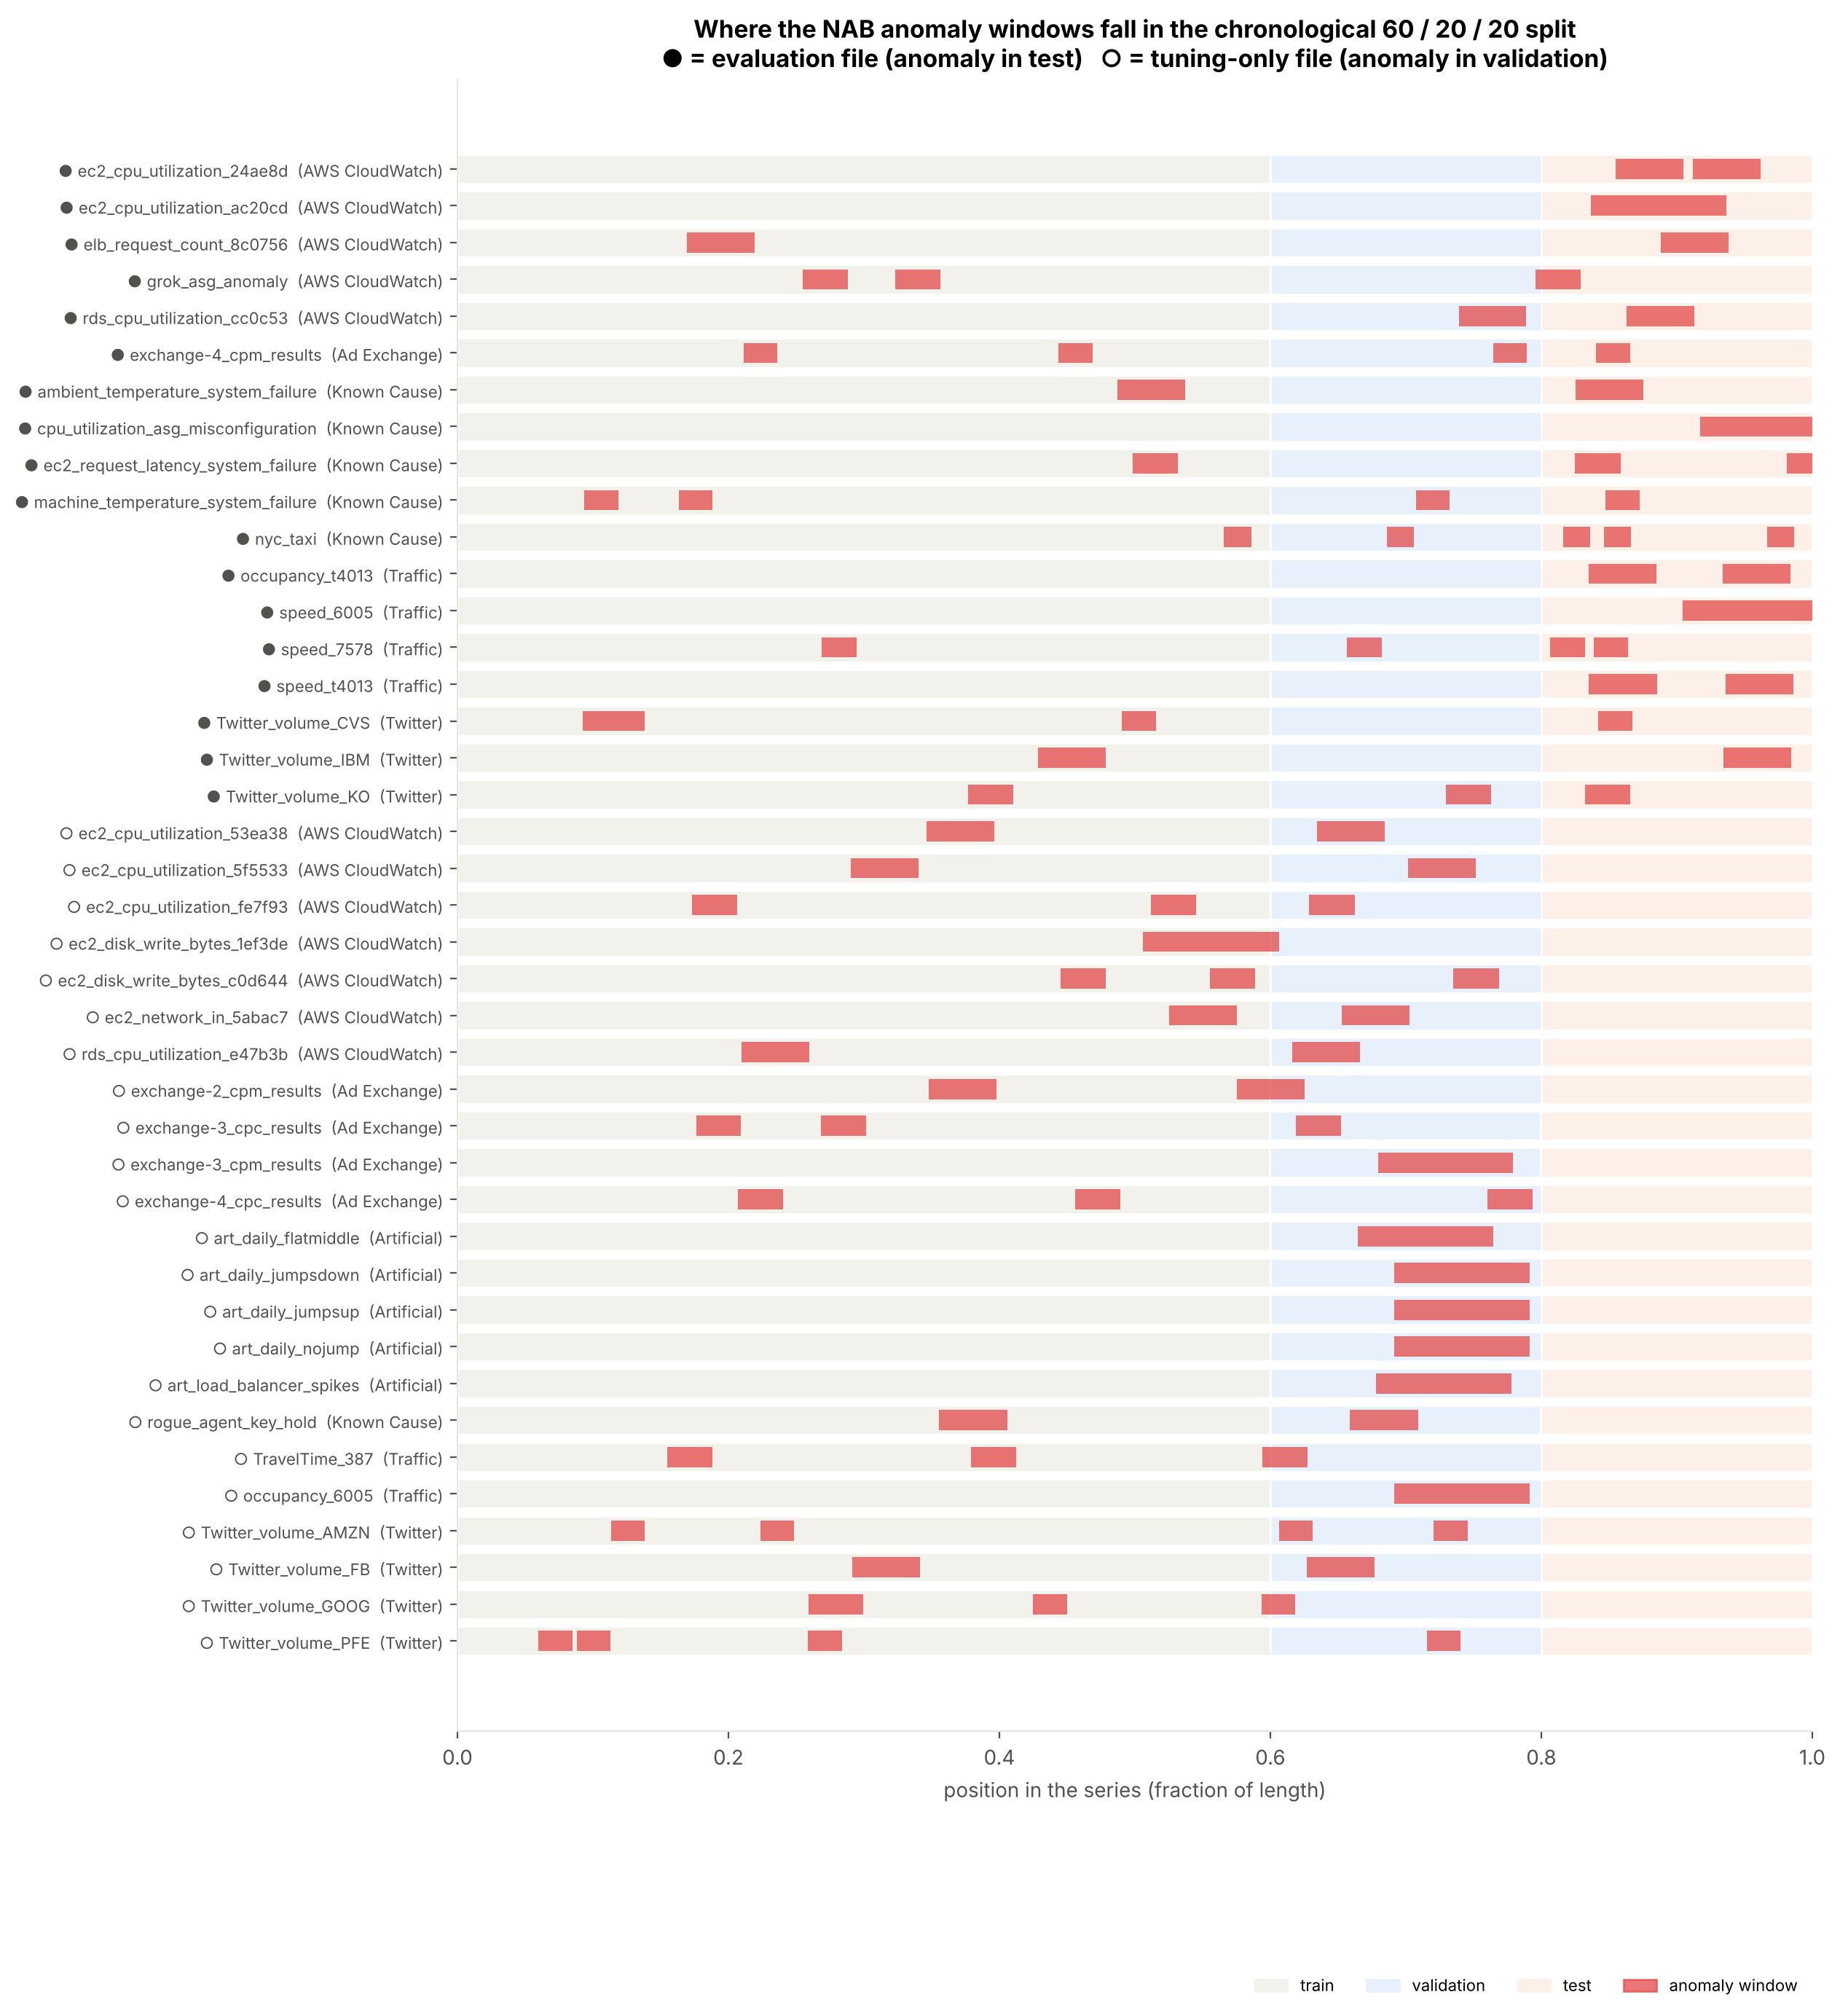 Where the NAB anomaly windows fall in the chronological 60 / 20 / 20 split
● = evaluation file (anomaly in test) ○ = tuning-only file (anomaly in validation)
● ec2_cpu_utilization_24ae8d (AWS CloudWatch)
● ec2_cpu_utilization_ac20cd (AWS CloudWatch)
● elb_request_count_8c0756 (AWS CloudWatch)
● grok_asg_anomaly (AWS CloudWatch)
● rds_cpu_utilization_cc0c53 (AWS CloudWatch)
● exchange-4_cpm_results (Ad Exchange)
● ambient_temperature_system_failure (Known Cause)
● cpu_utilization_asg_misconfiguration (Known Cause)
● ec2_request_latency_system_failure (Known Cause)
● machine_temperature_system_failure (Known Cause)
● nyc_taxi (Known Cause)
● occupancy_t4013 (Traffic)
● speed_6005 (Traffic)
● speed_7578 (Traffic)
● speed_t4013 (Traffic)
● Twitter_volume_CVS (Twitter)
● Twitter_volume_IBM (Twitter)
● Twitter_volume_KO (Twitter)
○ ec2_cpu_utilization_53ea38 (AWS CloudWatch)
○ ec2_cpu_utilization_5f5533 (AWS CloudWatch)
○ ec2_cpu_utilization_fe7f93 (AWS CloudWatch)
○ ec2_disk_write_bytes_1ef3de (AWS CloudWatch)
○ ec2_disk_write_bytes_c0d644 (AWS CloudWatch)
○ ec2_network_in_5abac7 (AWS CloudWatch)
○ rds_cpu_utilization_e47b3b (AWS CloudWatch)
○ exchange-2_cpm_results (Ad Exchange)
○ exchange-3_cpc_results (Ad Exchange)
○ exchange-3_cpm_results (Ad Exchange)
○ exchange-4_cpc_results (Ad Exchange)
○ art_daily_flatmiddle (Artificial)
○ art_daily_jumpsdown (Artificial)
○ art_daily_jumpsup (Artificial)
○ art_daily_nojump (Artificial)
○ art_load_balancer_spikes (Artificial)
○ rogue_agent_key_hold (Known Cause)
○ TravelTime_387 (Traffic)
○ occupancy_6005 (Traffic)
○ Twitter_volume_AMZN (Twitter)
○ Twitter_volume_FB (Twitter)
○ Twitter_volume_GOOG (Twitter)
○ Twitter_volume_PFE (Twitter)
0.0 0.2 0.4 0.6 0.8 1.0
position in the series (fraction of length)
train validation test anomaly window